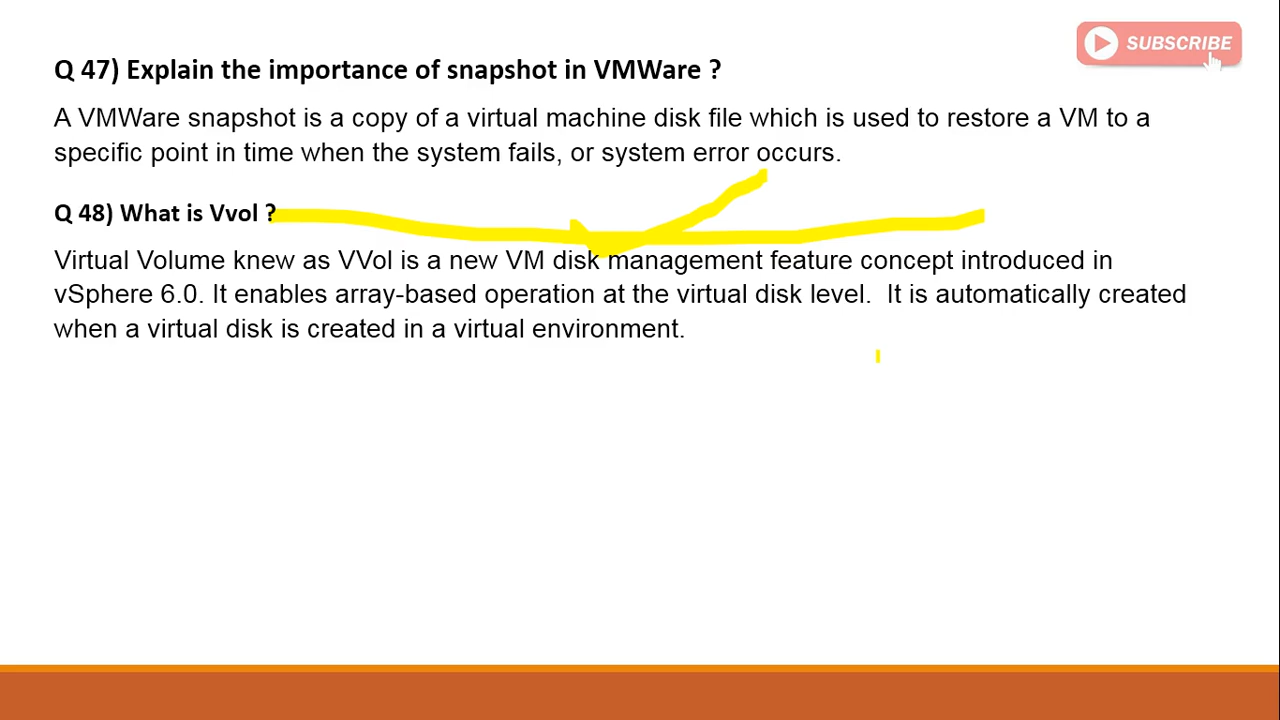 SUBSCRIBE
Q 47) Explain the importance of snapshot in VMWare ?
A VMWare snapshot is a copy of a virtual machine disk file which is used to restore a VM to a
specific point in time when the system fails, or system error occurs.
Q 48) What is Vvol ?
Virtual Volume knew as VVol is a new VM disk management feature concept introduced in
vSphere 6.0. It enables array-based operation at the virtual disk level.  It is automatically created
when a virtual disk is created in a virtual environment.